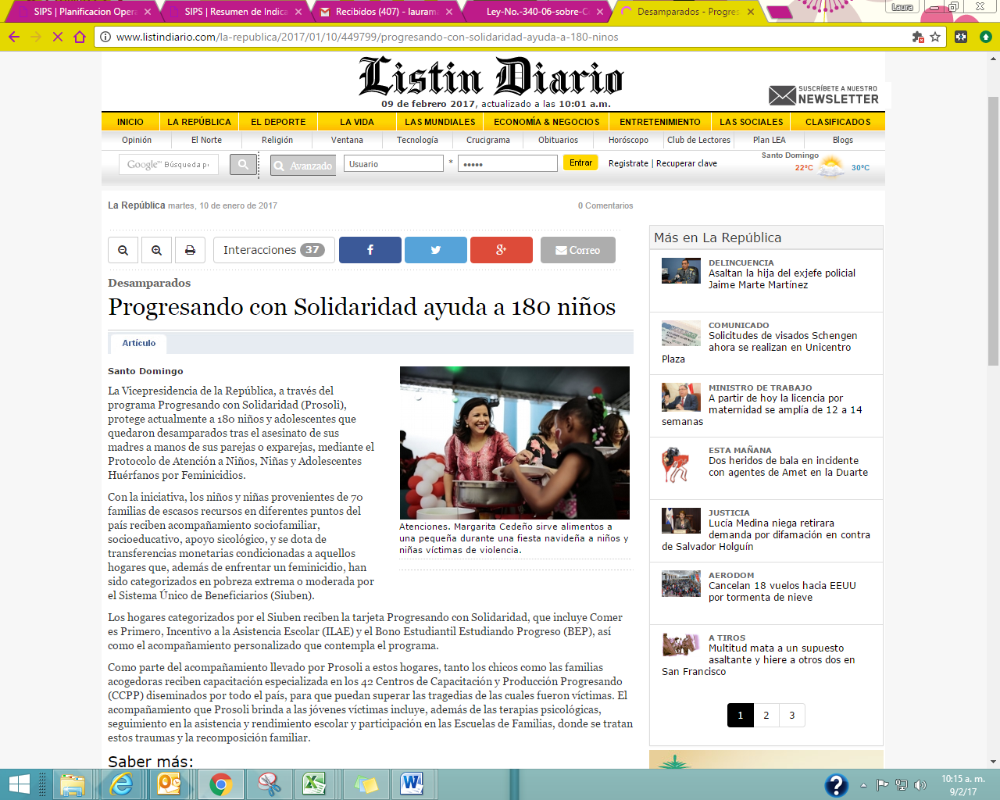 SIPS | Planificacion Opera
SIPS | Resumen de Indica
Recibidos (407) - laurama
Ley-No.-340-06-sobre-C
Desamparados - Progres
Laura
www.listindiario.com/la-republica/2017/01/10/449799/progresando-con-solidaridad-ayuda-a-180-ninos
Listin Diario
09 de febrero 2017, actualizado a las 10:01 a.m.
SUSCRÍBETE A NUESTRO
NEWSLETTER
INICIO LA REPÚBLICA EL DEPORTE LA VIDA LAS MUNDIALES ECONOMÍA & NEGOCIOS ENTRETENIMIENTO LAS SOCIALES CLASIFICADOS
Opinión El Norte Religión Ventana Tecnología Crucigrama Obituarios Horóscopo Club de Lectores Plan LEA Blogs
Google™ Búsqueda pe
Avanzado
Usuario
*
•••••
Entrar
Registrate | Recuperar clave
Santo Domingo
22ºC 30ºC
La República martes, 10 de enero de 2017
0 Comentarios
Interacciones 37
Correo
Desamparados
Progresando con Solidaridad ayuda a 180 niños
Artículo
Santo Domingo
La Vicepresidencia de la República, a través del
programa Progresando con Solidaridad (Prosoli),
protege actualmente a 180 niños y adolescentes que
quedaron desamparados tras el asesinato de sus
madres a manos de sus parejas o exparejas, mediante el
Protocolo de Atención a Niños, Niñas y Adolescentes
Huérfanos por Feminicidios.
Con la iniciativa, los niños y niñas provenientes de 70
familias de escasos recursos en diferentes puntos del
país reciben acompañamiento sociofamiliar,
socioeducativo, apoyo sicológico, y se dota de
transferencias monetarias condicionadas a aquellos
hogares que, además de enfrentar un feminicidio, han
sido categorizados en pobreza extrema o moderada por
el Sistema Único de Beneficiarios (Siuben).
Atenciones. Margarita Cedeño sirve alimentos a
una pequeña durante una fiesta navideña a niños y
niñas víctimas de violencia.
Los hogares categorizados por el Siuben reciben la tarjeta Progresando con Solidaridad, que incluye Comer
es Primero, Incentivo a la Asistencia Escolar (ILAE) y el Bono Estudiantil Estudiando Progreso (BEP), así
como el acompañamiento personalizado que contempla el programa.
Como parte del acompañamiento llevado por Prosoli a estos hogares, tanto los chicos como las familias
acogedoras reciben capacitación especializada en los 42 Centros de Capacitación y Producción Progresando
(CCPP) diseminados por todo el país, para que puedan superar las tragedias de las cuales fueron víctimas. El
acompañamiento que Prosoli brinda a las jóvenes víctimas incluye, además de las terapias psicológicas,
seguimiento en la asistencia y rendimiento escolar y participación en las Escuelas de Familias, donde se tratan
estos traumas y la recomposición familiar.
Saber más:
Más en La República
DELINCUENCIA
Asaltan la hija del exjefe policial
Jaime Marte Martínez
COMUNICADO
Solicitudes de visados Schengen
ahora se realizan en Unicentro
Plaza
MINISTRO DE TRABAJO
A partir de hoy la licencia por
maternidad se amplía de 12 a 14
semanas
ESTA MAÑANA
Dos heridos de bala en incidente
con agentes de Amet en la Duarte
JUSTICIA
Lucía Medina niega retirara
demanda por difamación en contra
de Salvador Holguín
AERODOM
Cancelan 18 vuelos hacia EEUU
por tormenta de nieve
A TIROS
Multitud mata a un supuesto
asaltante y hiere a otros dos en
San Francisco
1 2 3
10:15 a. m.
9/2/17